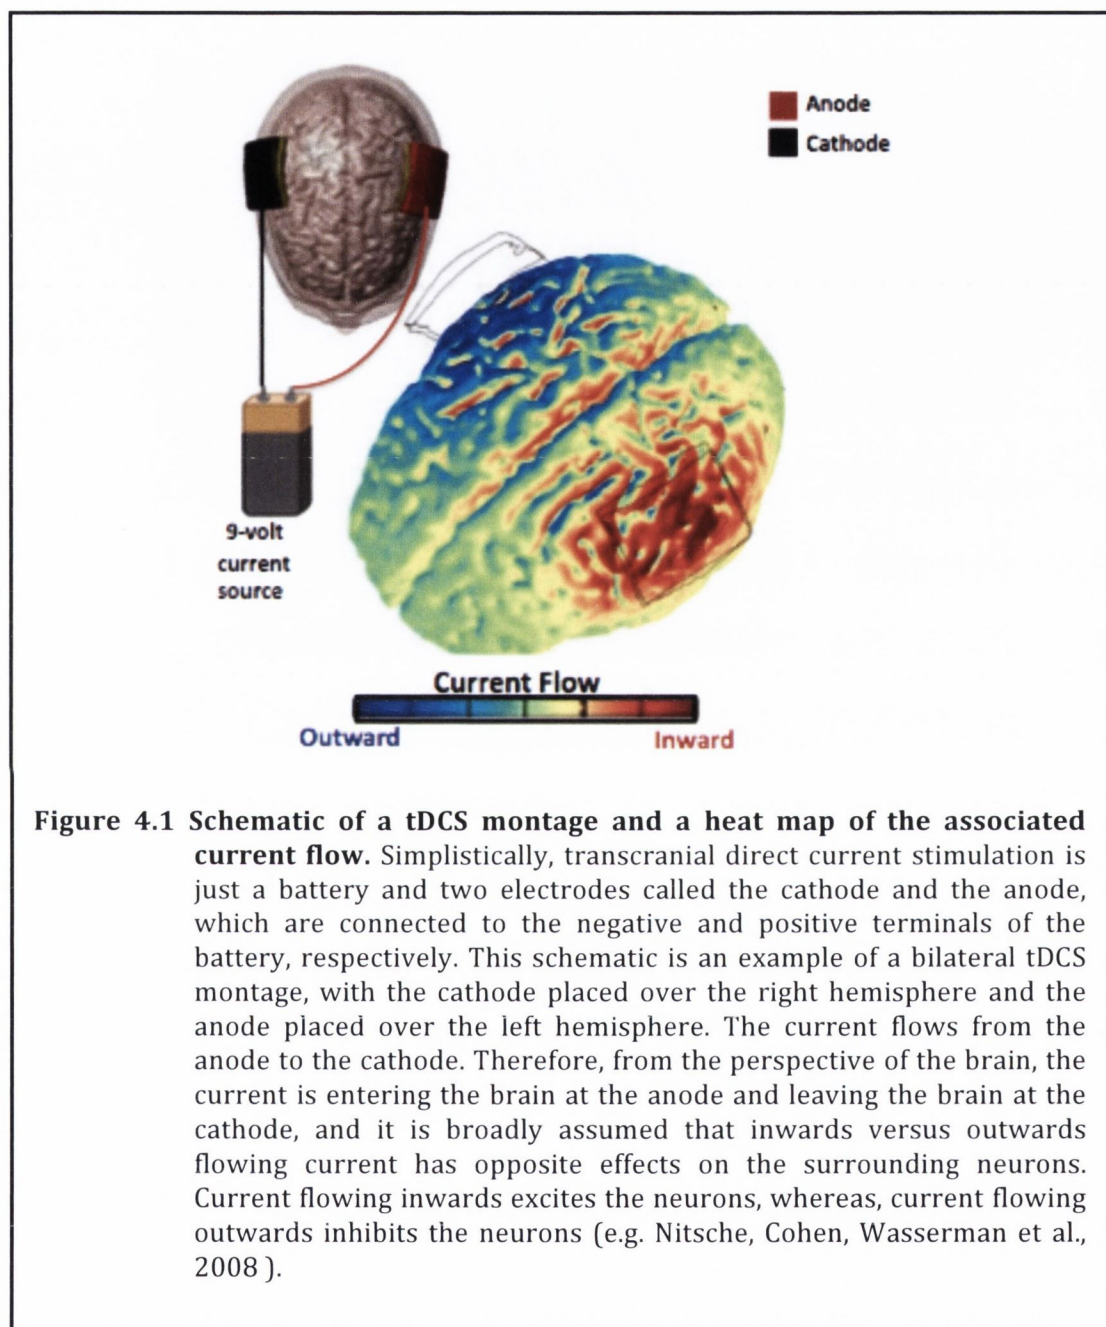 Anode
Cathode
9-volt
current
source
Current Flow
Outward
Inward
Figure 4.1 Schematic of a tDCS montage and a heat map of the associated
current flow. Simplistically, transcranial direct current stimulation is
just a battery and two electrodes called the cathode and the anode,
which are connected to the negative and positive terminals of the
battery, respectively. This schematic is an example of a bilateral tDCS
montage, with the cathode placed over the right hemisphere and the
anode placed over the left hemisphere. The current flows from the
anode to the cathode. Therefore, from the perspective of the brain, the
current is entering the brain at the anode and leaving the brain at the
cathode, and it is broadly assumed that inwards versus outwards
flowing current has opposite effects on the surrounding neurons.
Current flowing inwards excites the neurons, whereas, current flowing
outwards inhibits the neurons (e.g. Nitsche, Cohen, Wasserman et al.,
2008 ).